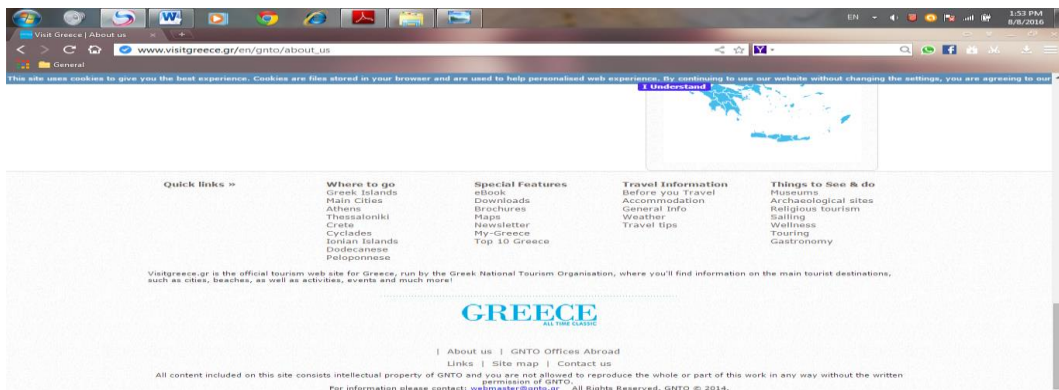 EN
1:53 PM
8/8/2016
Visit Greece | About us
www.visitgreece.gr/en/gnto/about_us
General
This site uses cookies to give you the best experience. Cookies are files stored in your browser and are used to help personalised web experience. By continuing to use our website without changing the settings, you are agreeing to our
I Understand
Quick links »
Where to go
Greek Islands
Main Cities
Athens
Thessaloniki
Crete
Cyclades
Ionian Islands
Dodecanese
Peloponnese
Special Features
eBook
Downloads
Brochures
Maps
Newsletter
My-Greece
Top 10 Greece
Travel Information
Before you Travel
Accommodation
General Info
Weather
Travel tips
Things to See & do
Museums
Archaeological sites
Religious tourism
Sailing
Wellness
Touring
Gastronomy
Visitgreece.gr is the official tourism web site for Greece, run by the Greek National Tourism Organisation, where you'll find information on the main tourist destinations,
such as cities, beaches, as well as activities, events and much more!
GREECE
ALL TIME CLASSIC
| About us | GNTO Offices Abroad
Links | Site map | Contact us
All content included on this site consists intellectual property of GNTO and you are not allowed to reproduce the whole or part of this work in any way without the written
permission of GNTO.
For information please contact: webmaster@gnto.gr All Rights Reserved, GNTO © 2014.